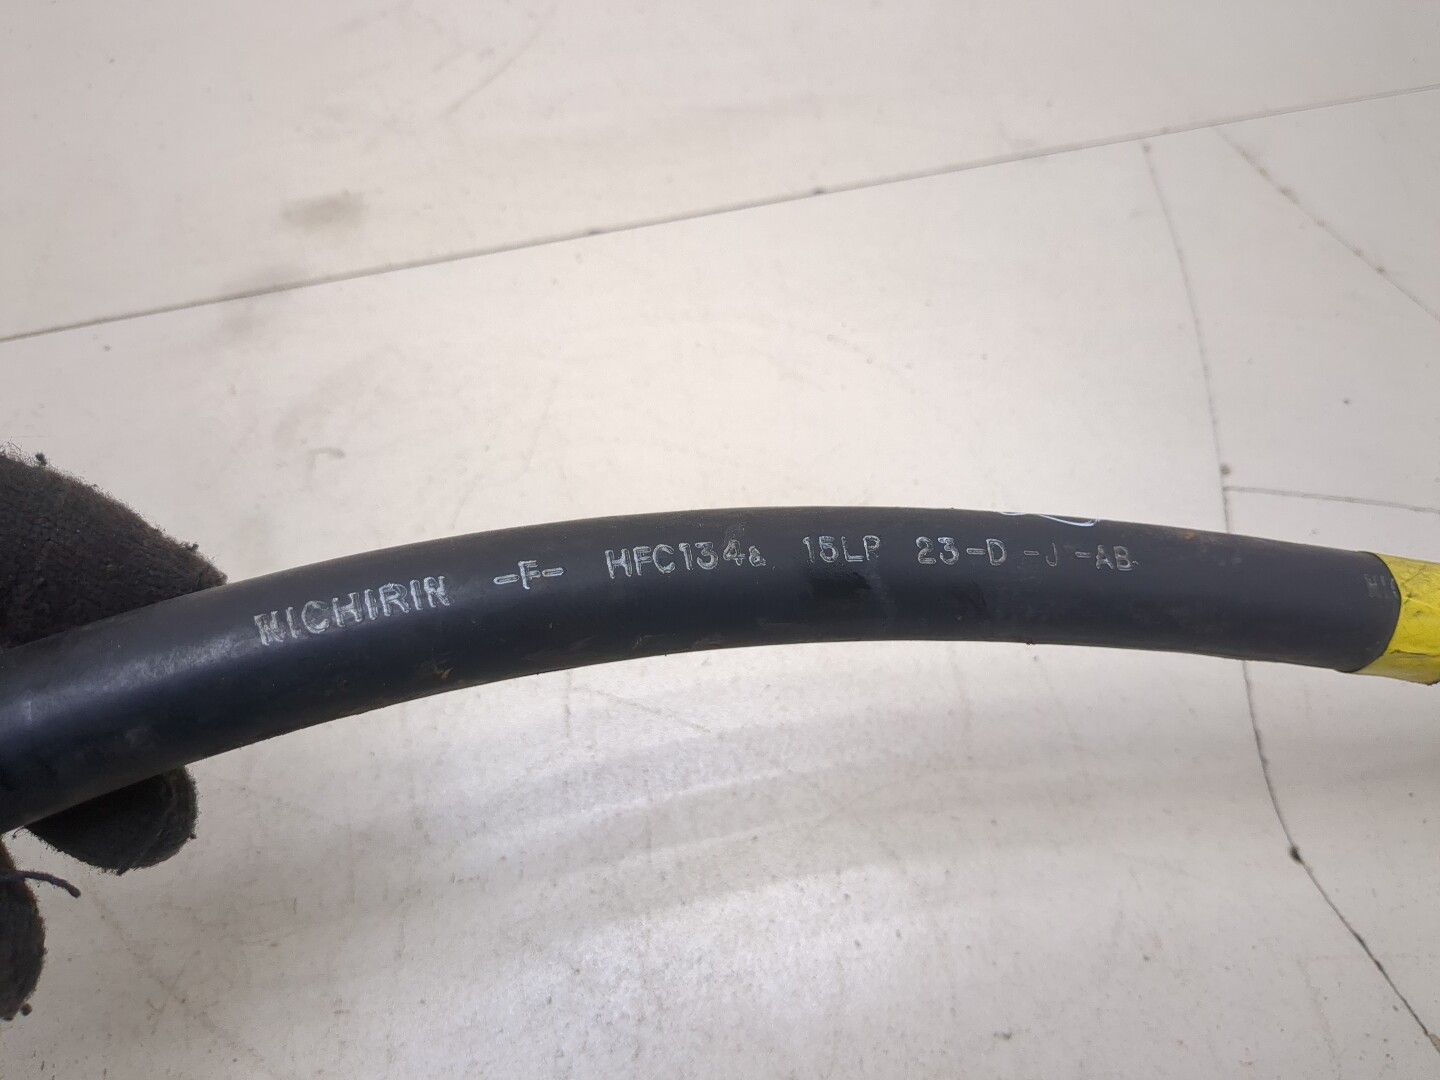 NICHIRIN -F- HFC134a 15LP 23-D -J -AB-